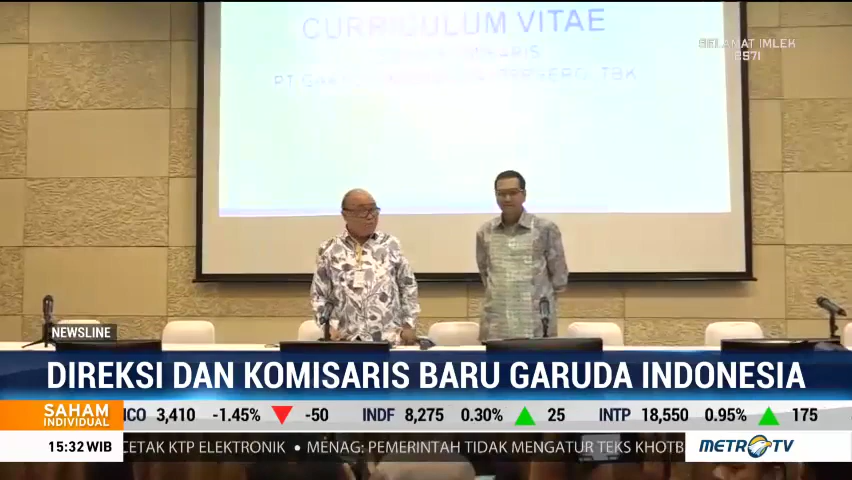 CURRICULUM VITAE
SELAMAT IMLEK
2571
NEWSLINE
DIREKSI DAN KOMISARIS BARU GARUDA INDONESIA
SAHAM
INDIVIDUAL
NCO 3,410 -1.45% -50 INDF 8,275 0.30% 25 INTP 18,550 0.95% 175
15:32 WIB
CETAK KTP ELEKTRONIK • MENAG: PEMERINTAH TIDAK MENGATUR TEKS KHOTB
METRO TV